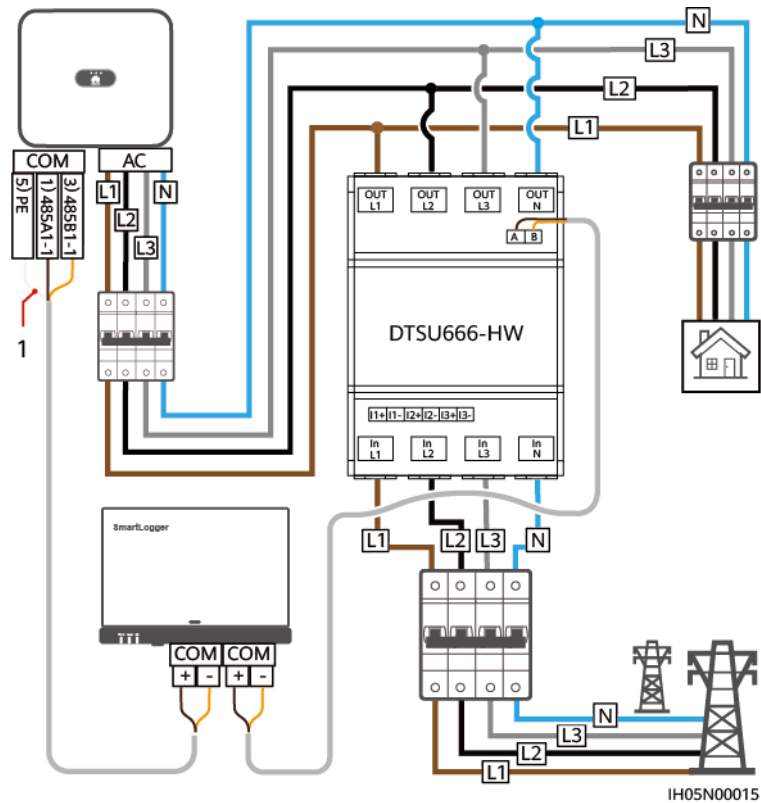 N
L3
L2
L1
COM
AC
5) PE
1) 485A1-1
3) 485B1-1
L1
L2
L3
N
1
OUT L1
OUT L2
OUT L3
OUT N
A B
DTSU666-HW
I1+ I1- I2+ I2- I3+ I3-
In L1
In L2
In L3
In N
L1
L2
L3
N
SmartLogger
COM
COM
+ -
+ -
N
L3
L2
L1
IH05N00015